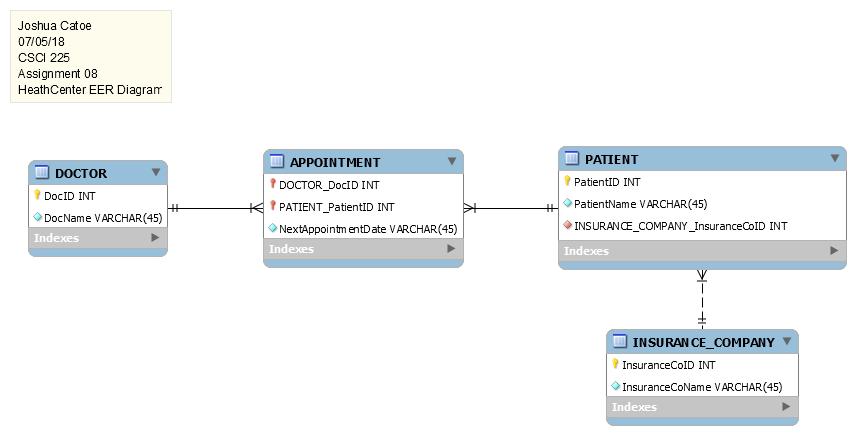 Joshua Catoe
07/05/18
CSCI 225
Assignment 08
HeathCenter EER Diagram
DOCTOR
DocID INT
DocName VARCHAR(45)
Indexes
APPOINTMENT
DOCTOR_DocID INT
PATIENT_PatientID INT
NextAppointmentDate VARCHAR(45)
Indexes
PATIENT
PatientID INT
PatientName VARCHAR(45)
INSURANCE_COMPANY_InsuranceCoID INT
Indexes
INSURANCE_COMPANY
InsuranceCoID INT
InsuranceCoName VARCHAR(45)
Indexes